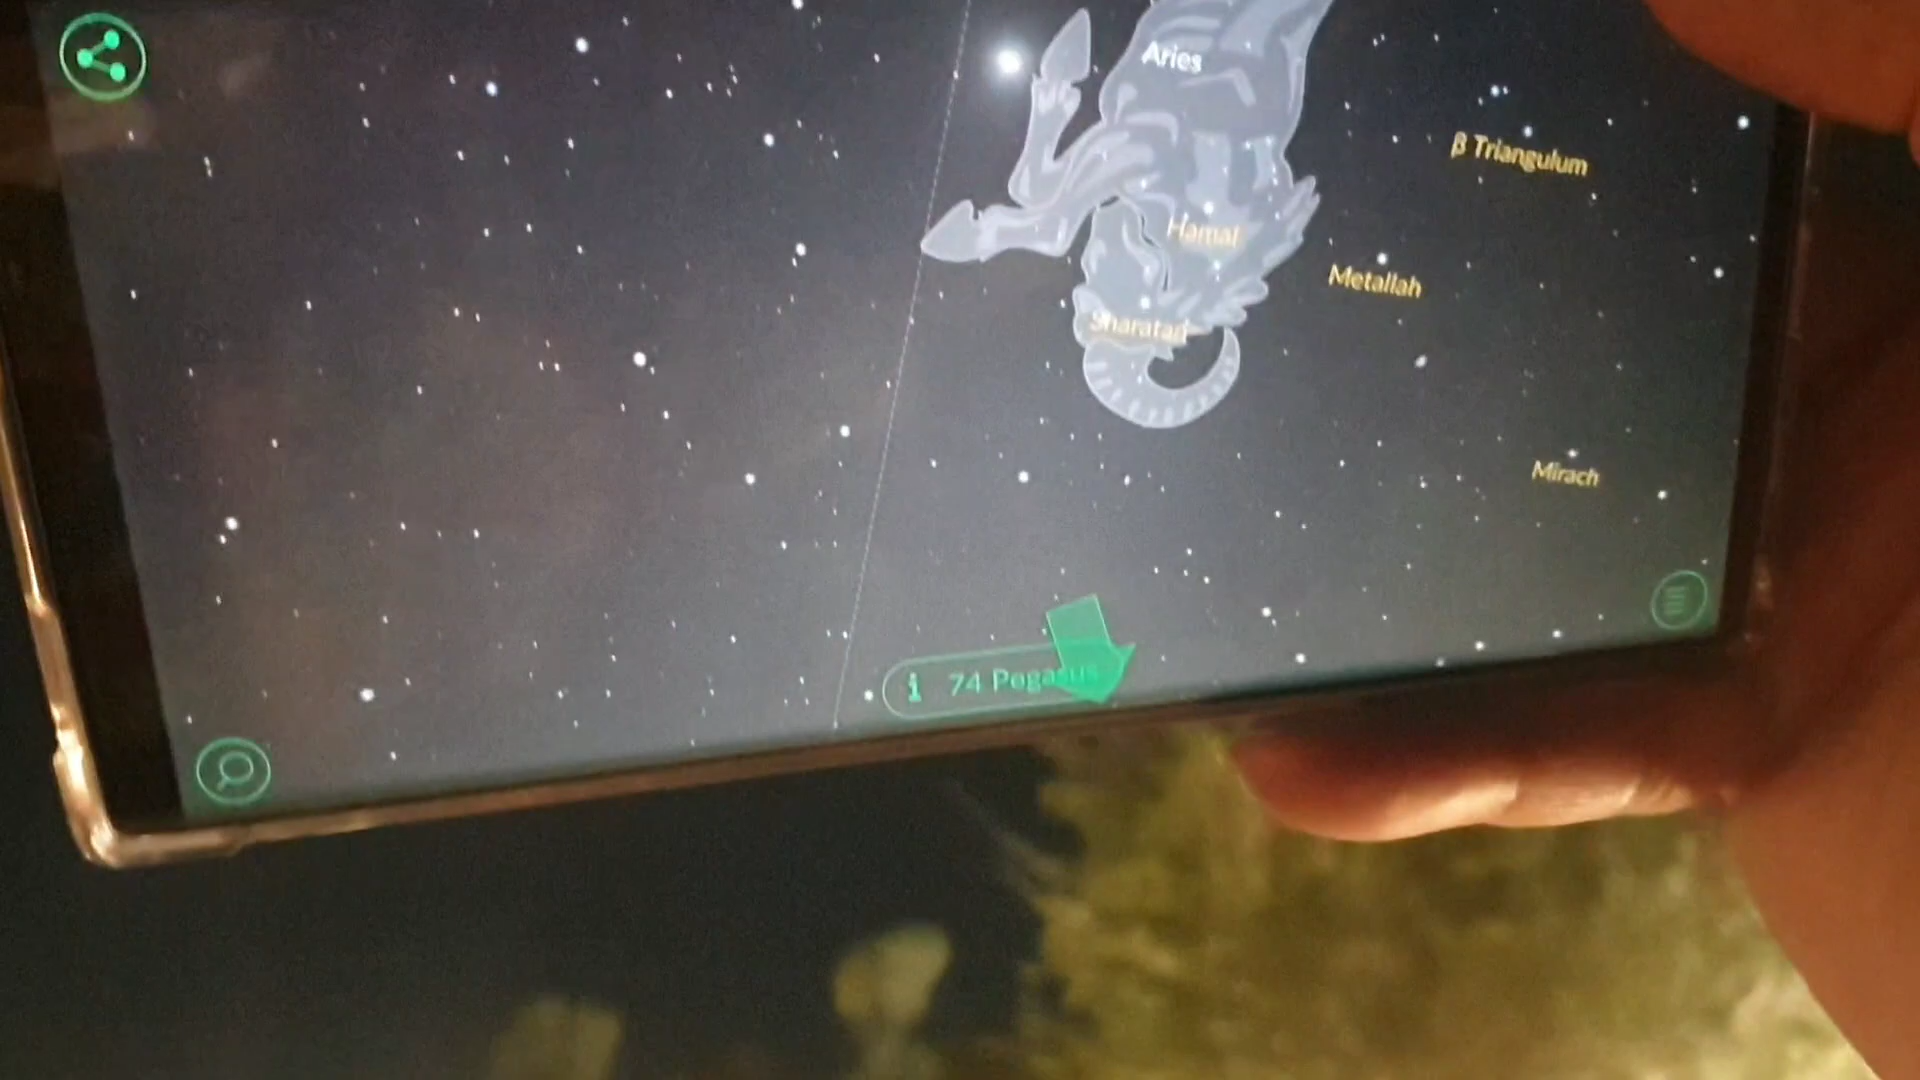 Aries
β Triangulum
Hamal
Metallah
Sharatan
Mirach
i 74 Pegasus